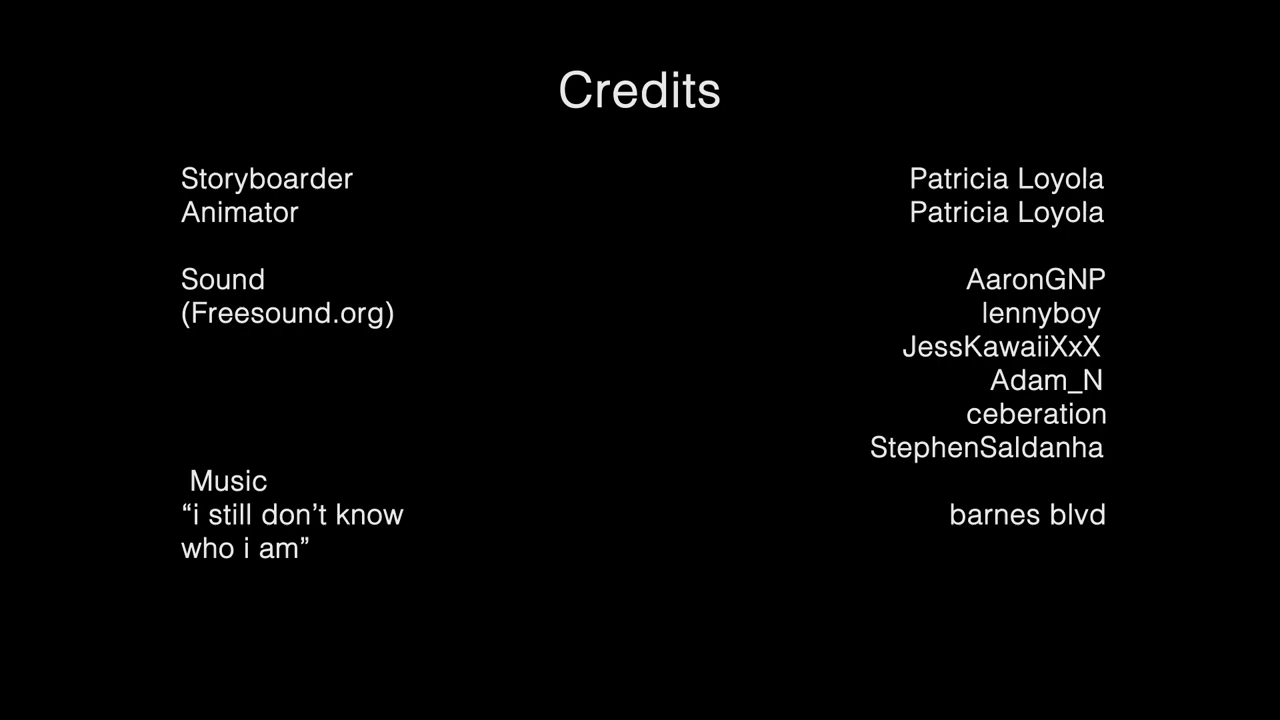 Credits
Storyboarder Patricia Loyola
Animator Patricia Loyola
Sound AaronGNP
(Freesound.org) lennyboy
JessKawaiiXxX
Adam_N
ceberation
StephenSaldanha
Music
“i still don’t know barnes blvd
who i am”